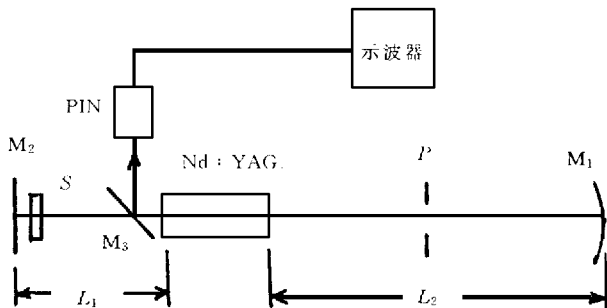 示波器
PIN
M₂
S
Nd：YAG.
P
M₁
M₃
L₁
L₂